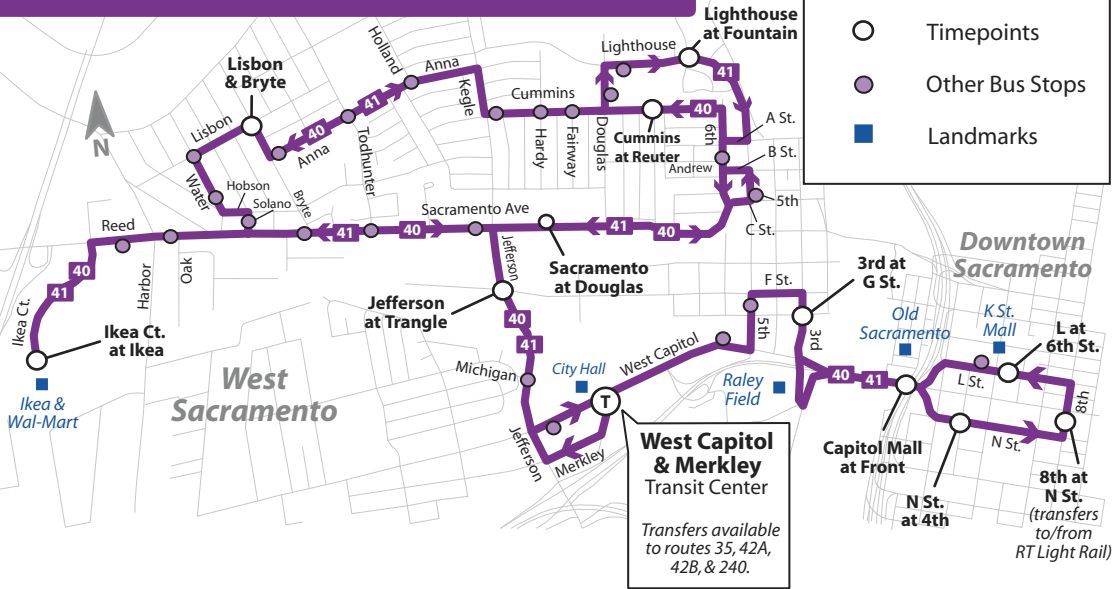 Lighthouse
at Fountain
Timepoints
Other Bus Stops
Landmarks
Lighthouse
41
Holland
Anna
Kegle
Lisbon
& Bryte
41
40
Anna
Todhunter
Cummins
Hardy
Fairway
Douglas
40
Cummins
at Reuter
6th
A St.
B St.
Andrew
5th
C St.
N
Lisbon
Water
Hobson
Solano
Bryte
Reed
Harbor
Oak
41
40
Sacramento Ave
41
40
Jefferson
Sacramento
at Douglas
40
41
Ikea Ct.
Ikea Ct.
at Ikea
Ikea &
Wal-Mart
West
Sacramento
Jefferson
at Trangle
40
41
Michigan
City Hall
Jefferson
Merkley
T
West Capitol
5th
F St.
3rd
3rd at
G St.
Raley
Field
Old
Sacramento
Downtown
Sacramento
K St.
Mall
L at
6th St.
40
41
L St.
8th
N St.
Capitol Mall
at Front
N St.
at 4th
8th at
N St.
(transfers
to/from
RT Light Rail)
West Capitol
& Merkley
Transit Center
Transfers available
to routes 35, 42A,
42B, & 240.